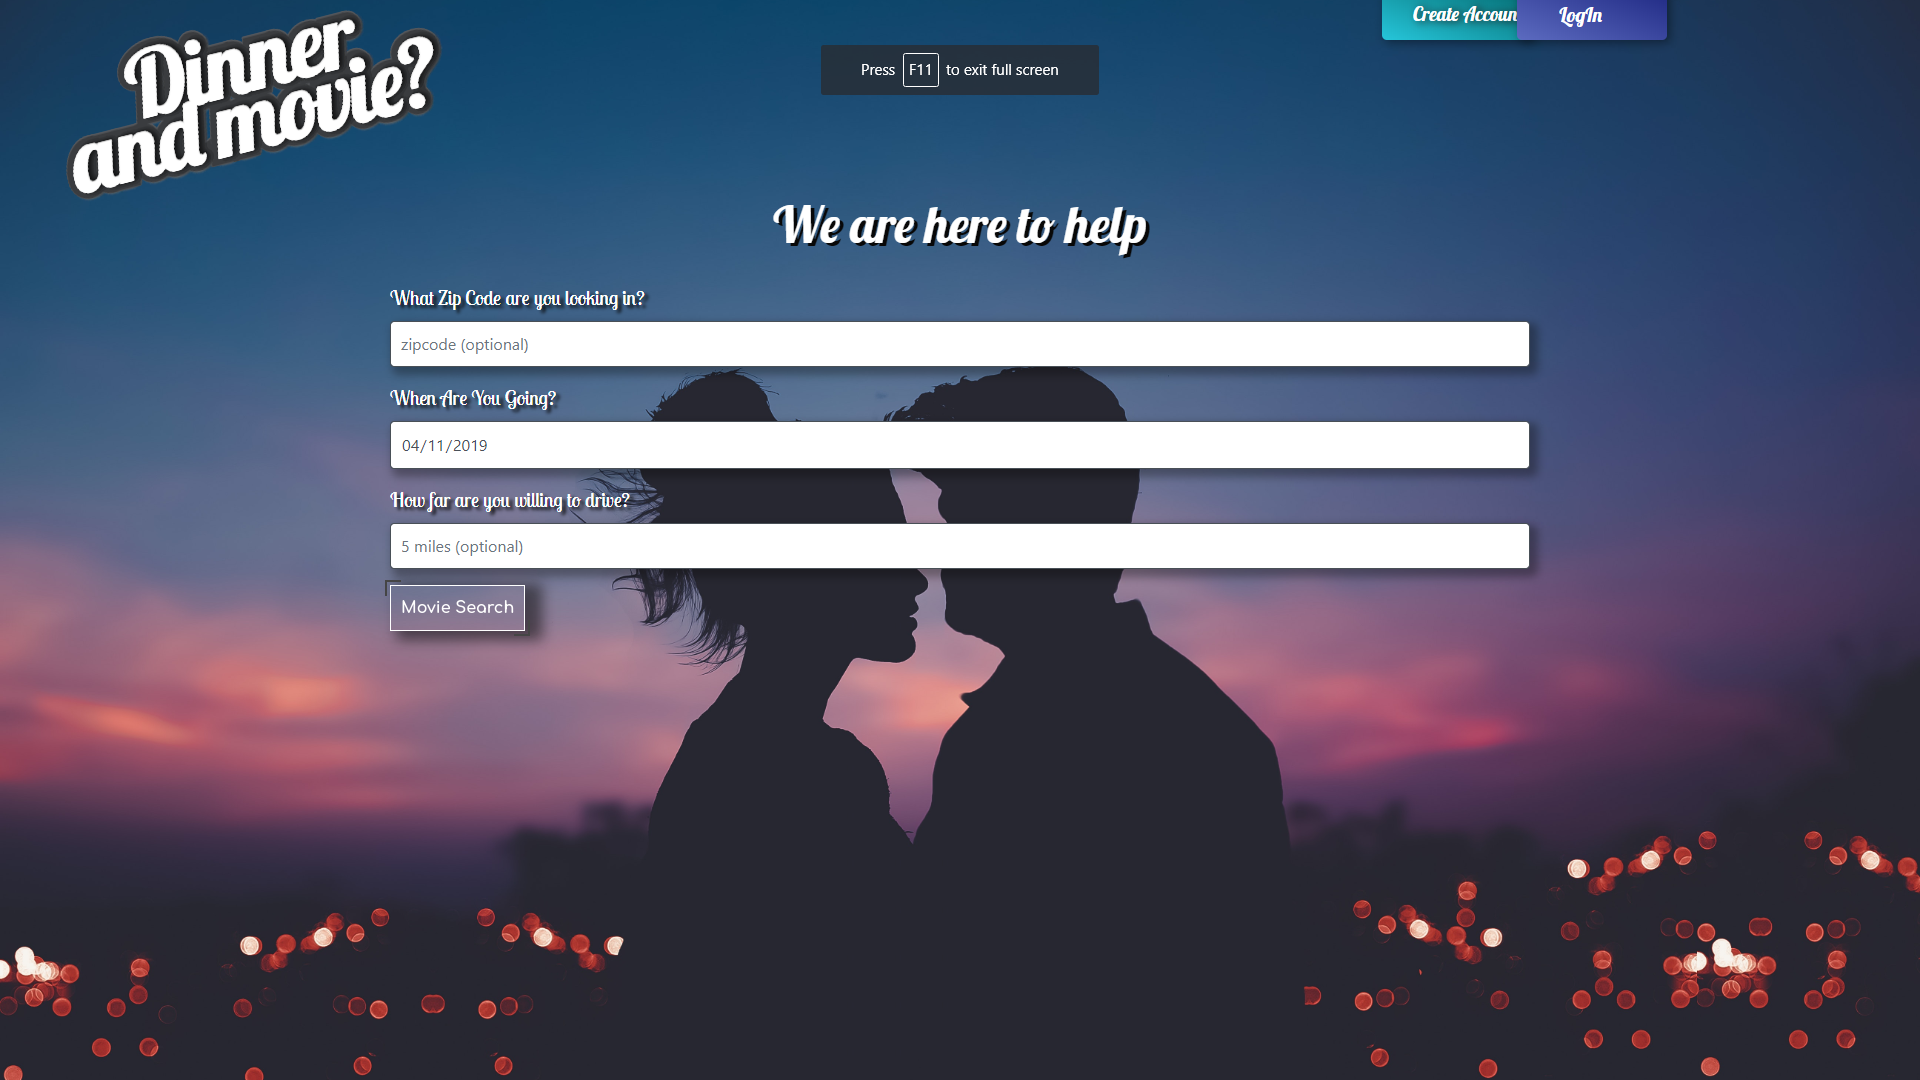 Dinner
and movie?
Create Accoun
LogIn
Press F11 to exit full screen
We are here to help
What Zip Code are you looking in?
zipcode (optional)
When Are You Going?
04/11/2019
How far are you willing to drive?
5 miles (optional)
Movie Search